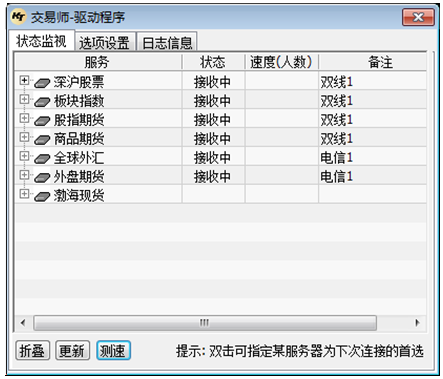 交易师-驱动程序
状态监视 选项设置 日志信息
服务 状态 速度(人数) 备注
深沪股票 接收中 双线1
板块指数 接收中 双线1
股指期货 接收中 双线1
商品期货 接收中 双线1
全球外汇 接收中 电信1
外盘期货 接收中 电信1
渤海现货
折叠 更新 测速 提示: 双击可指定某服务器为下次连接的首选